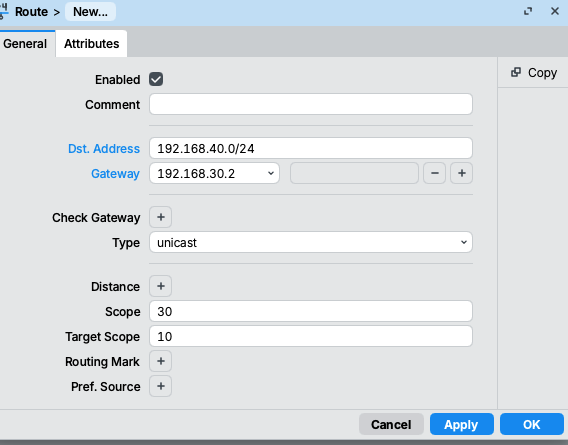 Route > New...
General Attributes
Copy
Enabled
Comment
Dst. Address 192.168.40.0/24
Gateway 192.168.30.2 − +
Check Gateway +
Type unicast
Distance +
Scope 30
Target Scope 10
Routing Mark +
Pref. Source +
Cancel Apply OK